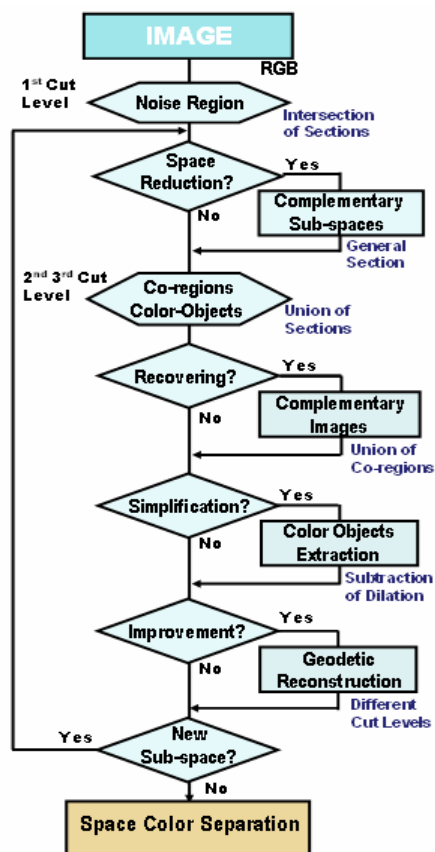 IMAGE
RGB
1st Cut
Level
Noise Region
Intersection
of Sections
Space
Reduction?
Yes
No
Complementary
Sub-spaces
General
Section
2nd 3rd Cut
Level
Co-regions
Color-Objects
Union of
Sections
Recovering?
Yes
No
Complementary
Images
Union of
Co-regions
Simplification?
Yes
No
Color Objects
Extraction
Subtraction
of Dilation
Improvement?
Yes
No
Geodetic
Reconstruction
Different
Cut Levels
Yes
New
Sub-space?
No
Space Color Separation